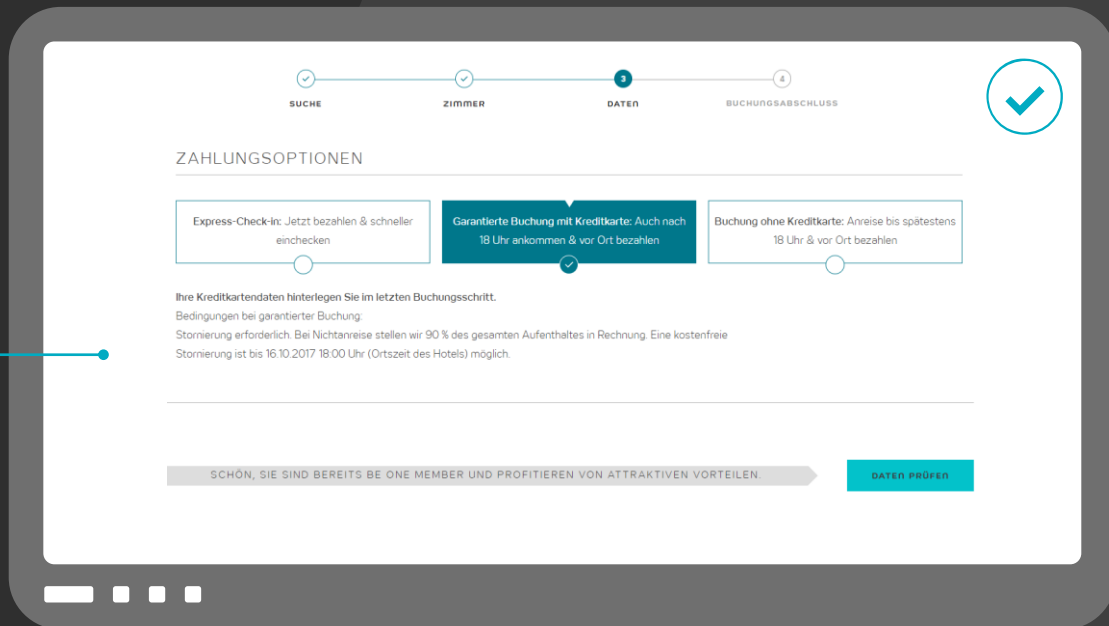 3
4
SUCHE
ZIMMER
DATEN
BUCHUNGSABSCHLUSS
ZAHLUNGSOPTIONEN
Express-Check-in: Jetzt bezahlen & schneller
einchecken
Garantierte Buchung mit Kreditkarte: Auch nach
18 Uhr ankommen & vor Ort bezahlen
Buchung ohne Kreditkarte: Anreise bis spätestens
18 Uhr & vor Ort bezahlen
Ihre Kreditkartendaten hinterlegen Sie im letzten Buchungsschritt.
Bedingungen bei garantierter Buchung:
Stornierung erforderlich. Bei Nichtanreise stellen wir 90 % des gesamten Aufenthaltes in Rechnung. Eine kostenfreie
Stornierung ist bis 16.10.2017 18:00 Uhr (Ortszeit des Hotels) möglich.
SCHÖN, SIE SIND BEREITS BE ONE MEMBER UND PROFITIEREN VON ATTRAKTIVEN VORTEILEN.
DATEN PRÜFEN